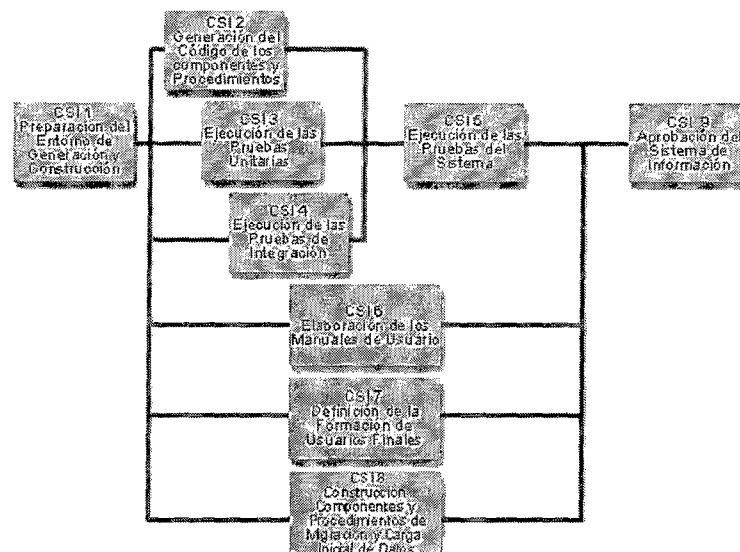 CSI 2
Generación del
Código de los
componentes y
Procedimientos
CSI 1
Preparación del
Entorno de
Generación y
Construcción
CSI 3
Ejecución de las
Pruebas
Unitarias
CSI 5
Ejecución de las
Pruebas del
Sistema
CSI 9
Aprobación del
Sistema de
Información
CSI 4
Ejecución de las
Pruebas de
Integración
CSI 6
Elaboración de los
Manuales de Usuario
CSI 7
Definición de la
Formación de
Usuarios Finales
CSI 8
Construcción
Componentes y
Procedimientos de
Migración y Carga
Inicial de Datos